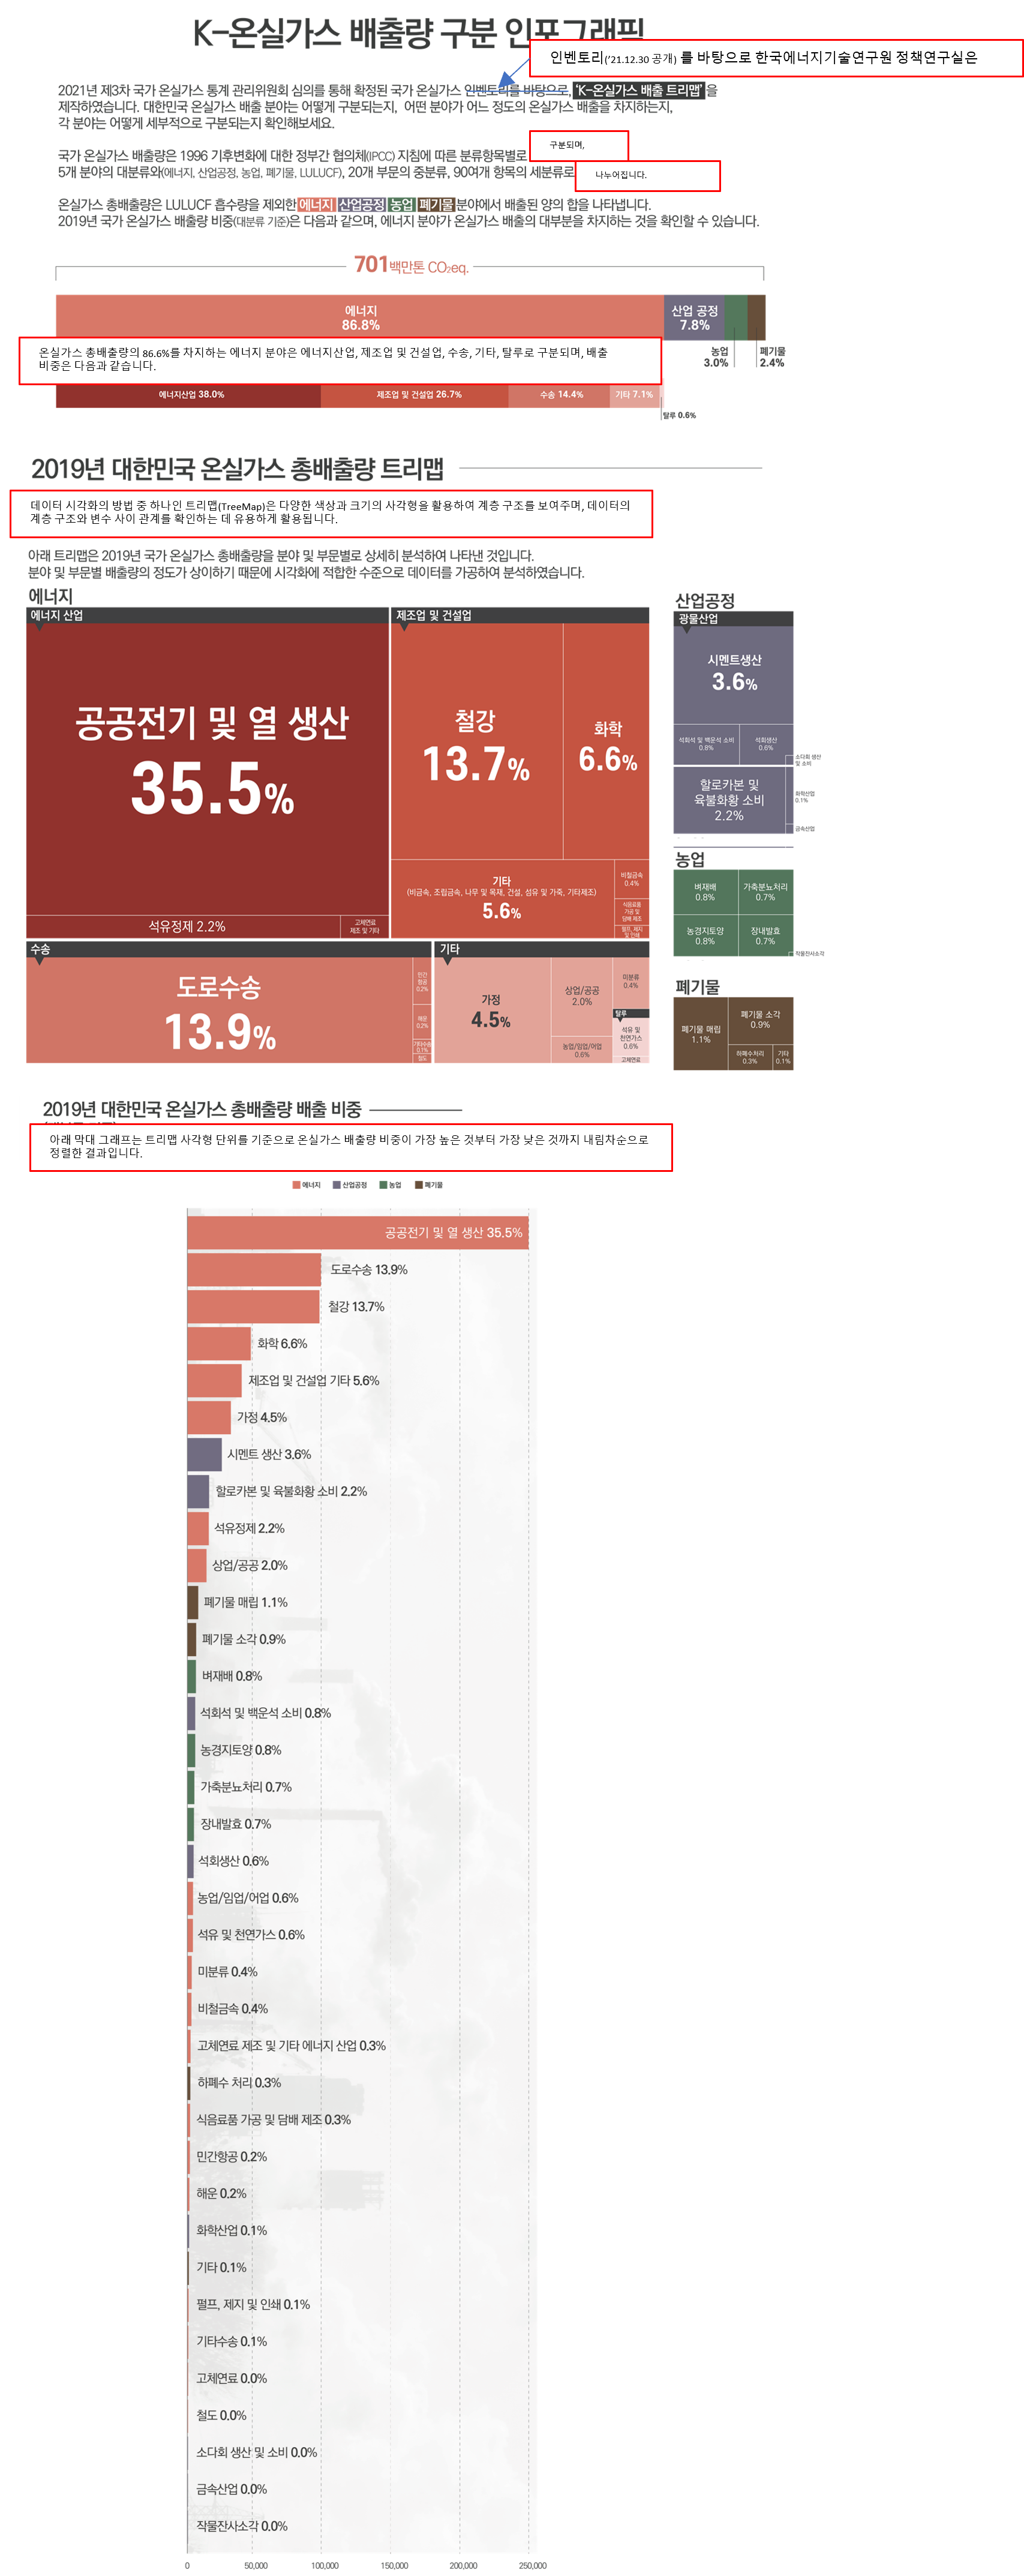 K-온실가스 배출량 구분 인포그래픽
인벤토리('21.12.30 공개) 를 바탕으로 한국에너지기술연구원 정책연구실은
2021년 제3차 국가 온실가스 통계 관리위원회 심의를 통해 확정된 국가 온실가스 인벤토리를 바탕으로, 'K-온실가스 배출 트리맵' 을
제작하였습니다. 대한민국 온실가스 배출 분야는 어떻게 구분되는지, 어떤 분야가 어느 정도의 온실가스 배출을 차지하는지,
각 분야는 어떻게 세부적으로 구분되는지 확인해보세요.
국가 온실가스 배출량은 1996 기후변화에 대한 정부간 협의체(IPCC) 지침에 따른 분류항목별로
구분되며,
5개 분야의 대분류와(에너지, 산업공정, 농업, 폐기물, LULUCF), 20개 부문의 중분류, 90여개 항목의 세분류로
나누어집니다.
온실가스 총배출량은 LULUCF 흡수량을 제외한 에너지 산업공정 농업 폐기물 분야에서 배출된 양의 합을 나타냅니다.
2019년 국가 온실가스 배출량 비중(대분류 기준)은 다음과 같으며, 에너지 분야가 온실가스 배출의 대부분을 차지하는 것을 확인할 수 있습니다.
701백만톤 CO₂eq.
에너지
86.8%
산업 공정
7.8%
농업
3.0%
폐기물
2.4%
온실가스 총배출량의 86.6%를 차지하는 에너지 분야은 에너지산업, 제조업 및 건설업, 수송, 기타, 탈루로 구분되며, 배출
비중은 다음과 같습니다.
에너지산업 38.0%
제조업 및 건설업 26.7%
수송 14.4%
기타 7.1%
탈루 0.6%
2019년 대한민국 온실가스 총배출량 트리맵
데이터 시각화의 방법 중 하나인 트리맵(TreeMap)은 다양한 색상과 크기의 사각형을 활용하여 계층 구조를 보여주며, 데이터의
계층 구조와 변수 사이 관계를 확인하는 데 유용하게 활용됩니다.
아래 트리맵은 2019년 국가 온실가스 총배출량을 분야 및 부문별로 상세히 분석하여 나타낸 것입니다.
분야 및 부문별 배출량의 정도가 상이하기 때문에 시각화에 적합한 수준으로 데이터를 가공하여 분석하였습니다.
에너지
에너지 산업
공공전기 및 열 생산
35.5%
석유정제 2.2%
고체연료
제조 및 기타
제조업 및 건설업
철강
13.7%
화학
6.6%
기타
(비금속, 조립금속, 나무 및 목재, 건설, 섬유 및 가죽, 기타제조)
5.6%
비철금속
0.4%
식음료품
가공 및
담배 제조
펄프, 제지
및 인쇄
수송
도로수송
13.9%
민간
항공
0.2%
해운
0.2%
기타수송
0.1%
철도
기타
가정
4.5%
상업/공공
2.0%
농업/임업/어업
0.6%
미분류
0.4%
탈루
석유 및
천연가스
0.6%
고체연료
산업공정
광물산업
시멘트생산
3.6%
석회석 및 백운석 소비
0.8%
석회생산
0.6%
소다회 생산
및 소비
할로카본 및
육불화황 소비
2.2%
화학산업
0.1%
금속산업
농업
벼재배
0.8%
가축분뇨처리
0.7%
농경지토양
0.8%
장내발효
0.7%
작물잔사소각
폐기물
폐기물 매립
1.1%
폐기물 소각
0.9%
하폐수처리
0.3%
기타
0.1%
2019년 대한민국 온실가스 총배출량 배출 비중
아래 막대 그래프는 트리맵 사각형 단위를 기준으로 온실가스 배출량 비중이 가장 높은 것부터 가장 낮은 것까지 내림차순으로
정렬한 결과입니다.
에너지 산업공정 농업 폐기물
공공전기 및 열 생산 35.5%
도로수송 13.9%
철강 13.7%
화학 6.6%
제조업 및 건설업 기타 5.6%
가정 4.5%
시멘트 생산 3.6%
할로카본 및 육불화황 소비 2.2%
석유정제 2.2%
상업/공공 2.0%
폐기물 매립 1.1%
폐기물 소각 0.9%
벼재배 0.8%
석회석 및 백운석 소비 0.8%
농경지토양 0.8%
가축분뇨처리 0.7%
장내발효 0.7%
석회생산 0.6%
농업/임업/어업 0.6%
석유 및 천연가스 0.6%
미분류 0.4%
비철금속 0.4%
고체연료 제조 및 기타 에너지 산업 0.3%
하폐수 처리 0.3%
식음료품 가공 및 담배 제조 0.3%
민간항공 0.2%
해운 0.2%
화학산업 0.1%
기타 0.1%
펄프, 제지 및 인쇄 0.1%
기타수송 0.1%
고체연료 0.0%
철도 0.0%
소다회 생산 및 소비 0.0%
금속산업 0.0%
작물잔사소각 0.0%
0 50,000 100,000 150,000 200,000 250,000